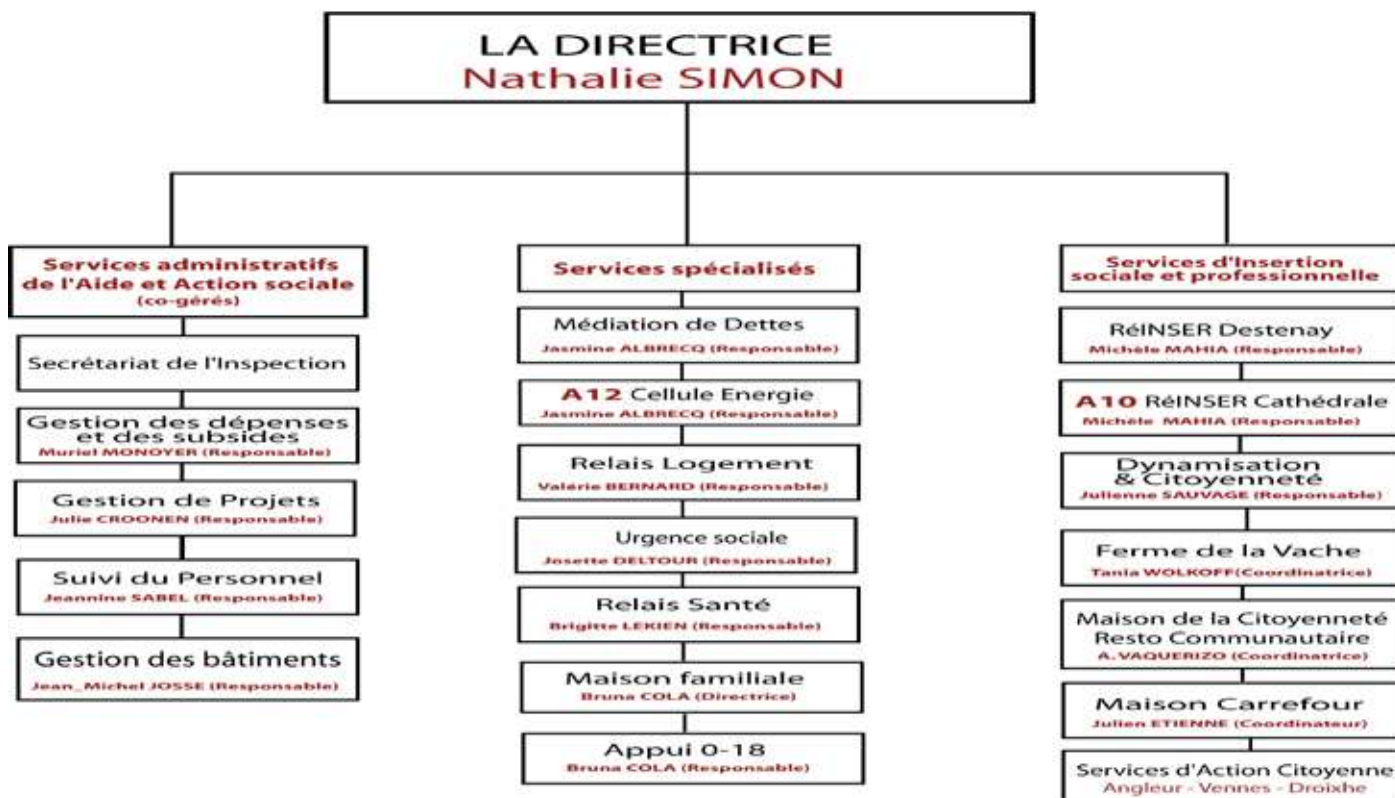 LA DIRECTRICE
Nathalie SIMON
Services administratifs
de l'Aide et Action sociale
(co-gérés)
Secrétariat de l'Inspection
Gestion des dépenses
et des subsides
Muriel MONOYER (Responsable)
Gestion de Projets
Julie CROONEN (Responsable)
Suivi du Personnel
Jeannine SABEL (Responsable)
Gestion des bâtiments
Jean_Michel JOSSE (Responsable)
Services spécialisés
Médiation de Dettes
Jasmine ALBRECQ (Responsable)
A12 Cellule Energie
Jasmine ALBRECQ (Responsable)
Relais Logement
Valérie BERNARD (Responsable)
Urgence sociale
Josette DELTOUR (Responsable)
Relais Santé
Brigitte LEKIEN (Responsable)
Maison familiale
Bruna COLA (Directrice)
Appui 0-18
Bruna COLA (Responsable)
Services d'Insertion
sociale et professionnelle
RéINSER Destenay
Michèle MAHIA (Responsable)
A10 RéINSER Cathédrale
Michèle MAHIA (Responsable)
Dynamisation
& Citoyenneté
Julienne SAUVAGE (Responsable)
Ferme de la Vache
Tania WOLKOFF(Coordinatrice)
Maison de la Citoyenneté
Resto Communautaire
A. VAQUERIZO (Coordinatrice)
Maison Carrefour
Julien ETIENNE (Coordinateur)
Services d'Action Citoyenne
Angleur - Vennes - Droixhe